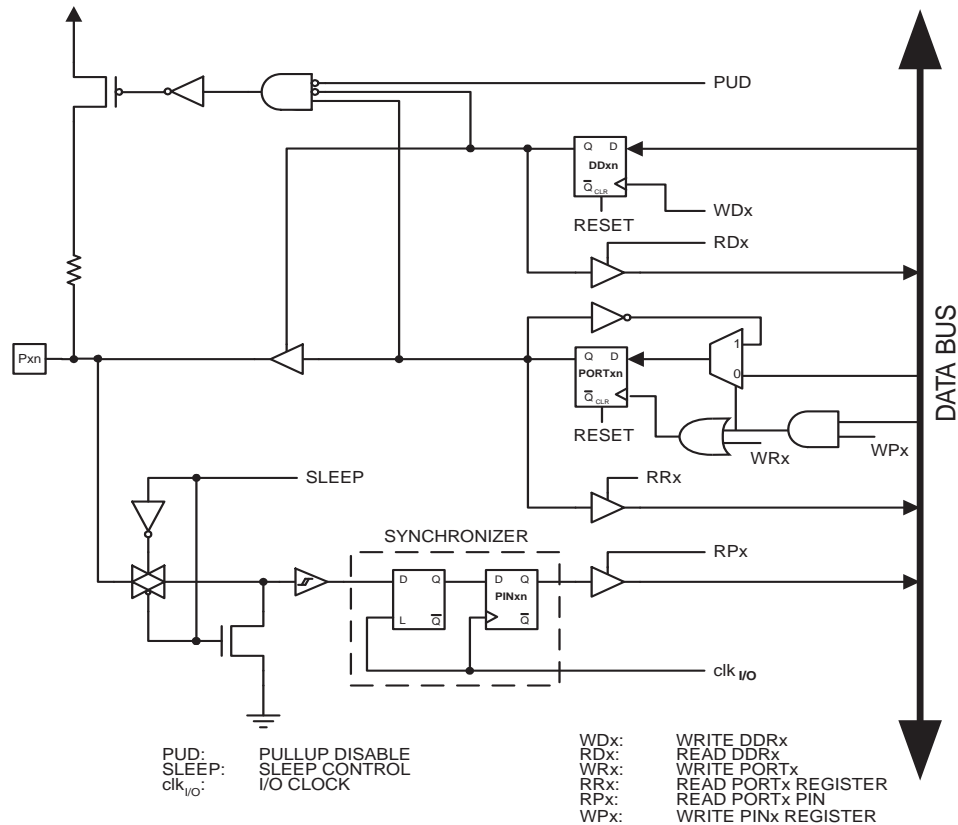 PUD
Q D
DDxn
Q CLR
WDx
RESET
RDx
Pxn
1
Q D
PORTxn
0
Q CLR
RESET
WRx
WPx
DATA BUS
SLEEP
RRx
SYNCHRONIZER
RPx
D Q
D Q
PINxn
L Q
Q
clk I/O
PUD: PULLUP DISABLE
SLEEP: SLEEP CONTROL
clkI/O: I/O CLOCK
WDx: WRITE DDRx
RDx: READ DDRx
WRx: WRITE PORTx
RRx: READ PORTx REGISTER
RPx: READ PORTx PIN
WPx: WRITE PINx REGISTER